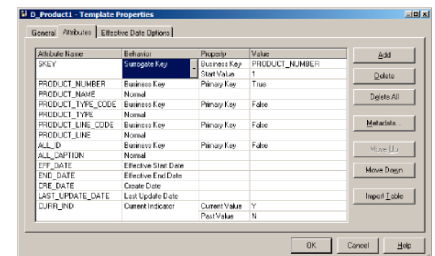 D_Product1 - Template Properties
General Attributes Effective Date Options
Attribute Name Behavior Property Value
SKEY Surrogate Key Business Key PRODUCT_NUMBER
Start Value 1
PRODUCT_NUMBER Business Key Primary Key True
PRODUCT_NAME Normal
PRODUCT_TYPE_CODE Business Key Primary Key False
PRODUCT_TYPE Normal
PRODUCT_LINE_CODE Business Key Primary Key False
PRODUCT_LINE Normal
ALL_ID Business Key Primary Key False
ALL_CAPTION Normal
EFF_DATE Effective Start Date
END_DATE Effective End Date
CRE_DATE Create Date
LAST_UPDATE_DATE Last Update Date
CURR_IND Current Indicator Current Value Y
Past Value N
Add
Delete
Delete All
Metadata...
Move Up
Move Down
Import Table
OK Cancel Help